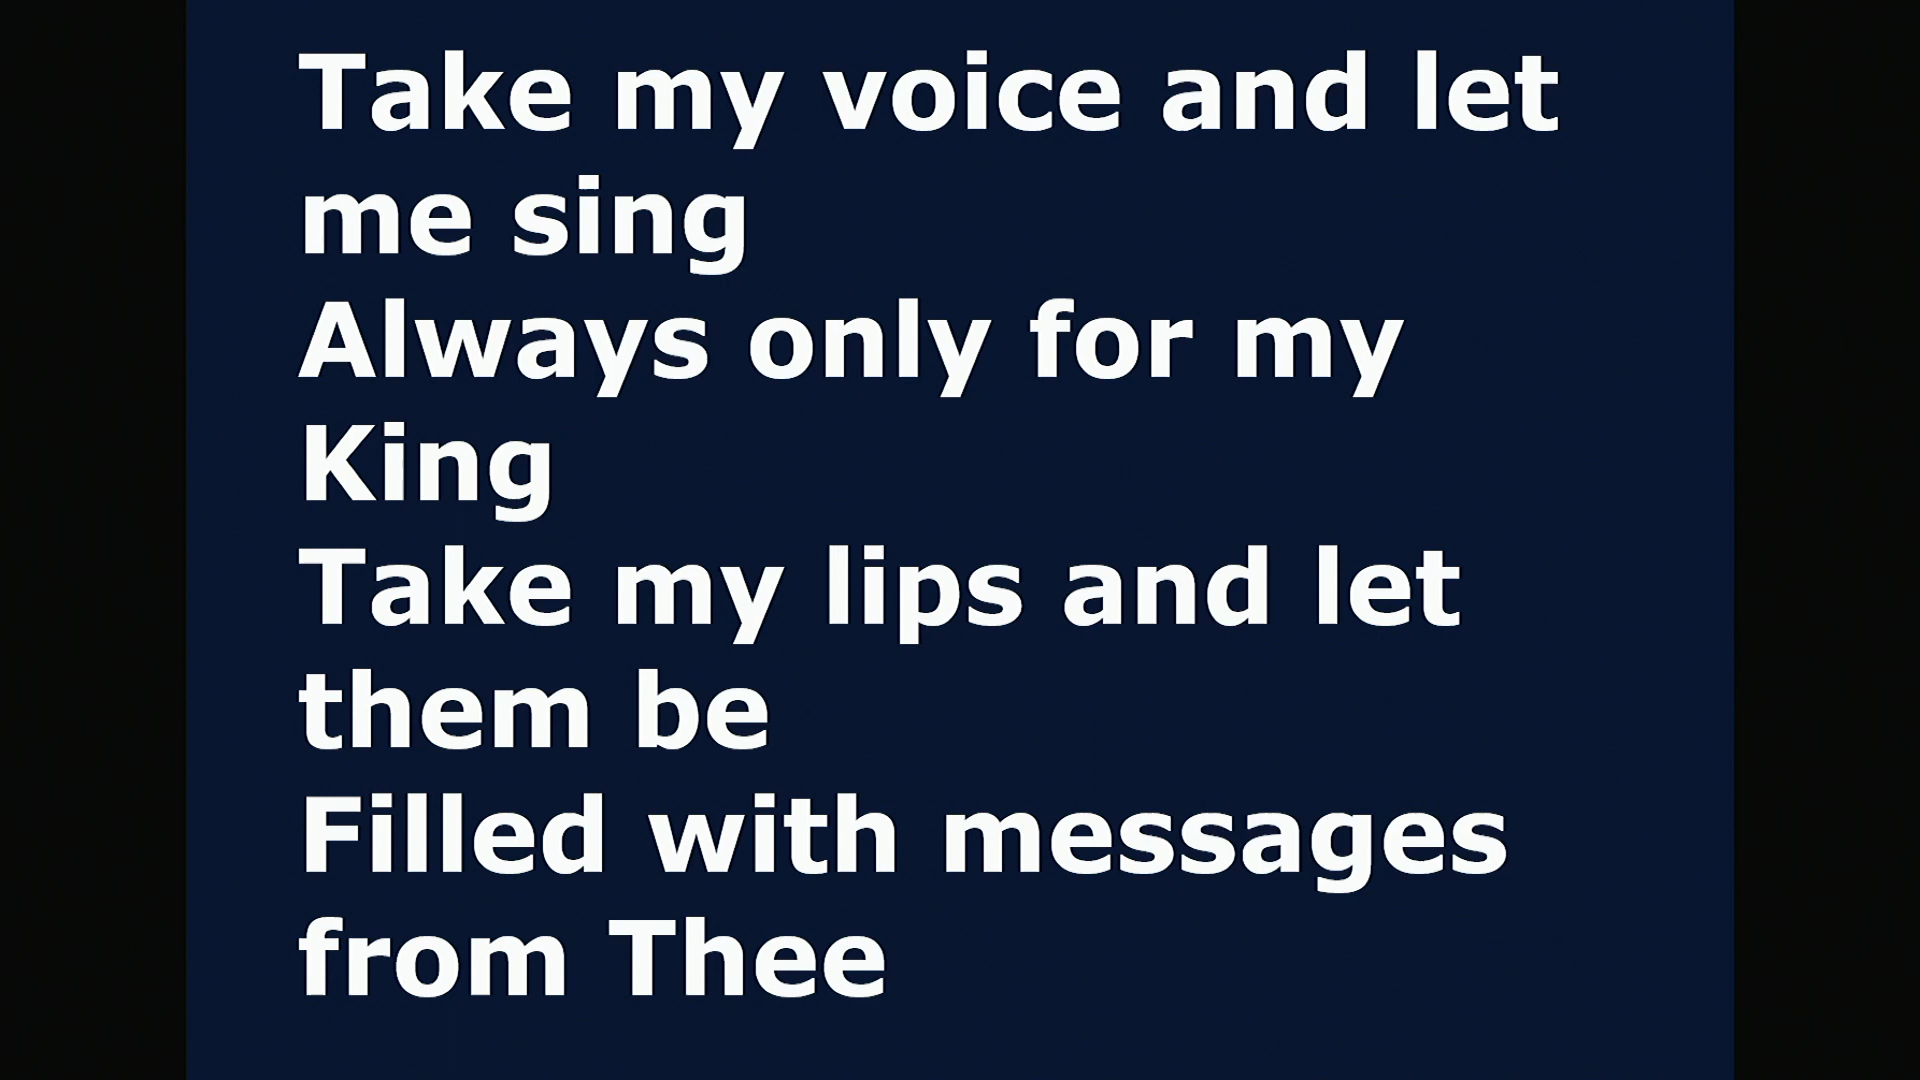 Take my voice and let
me sing
Always only for my
King
Take my lips and let
them be
Filled with messages
from Thee